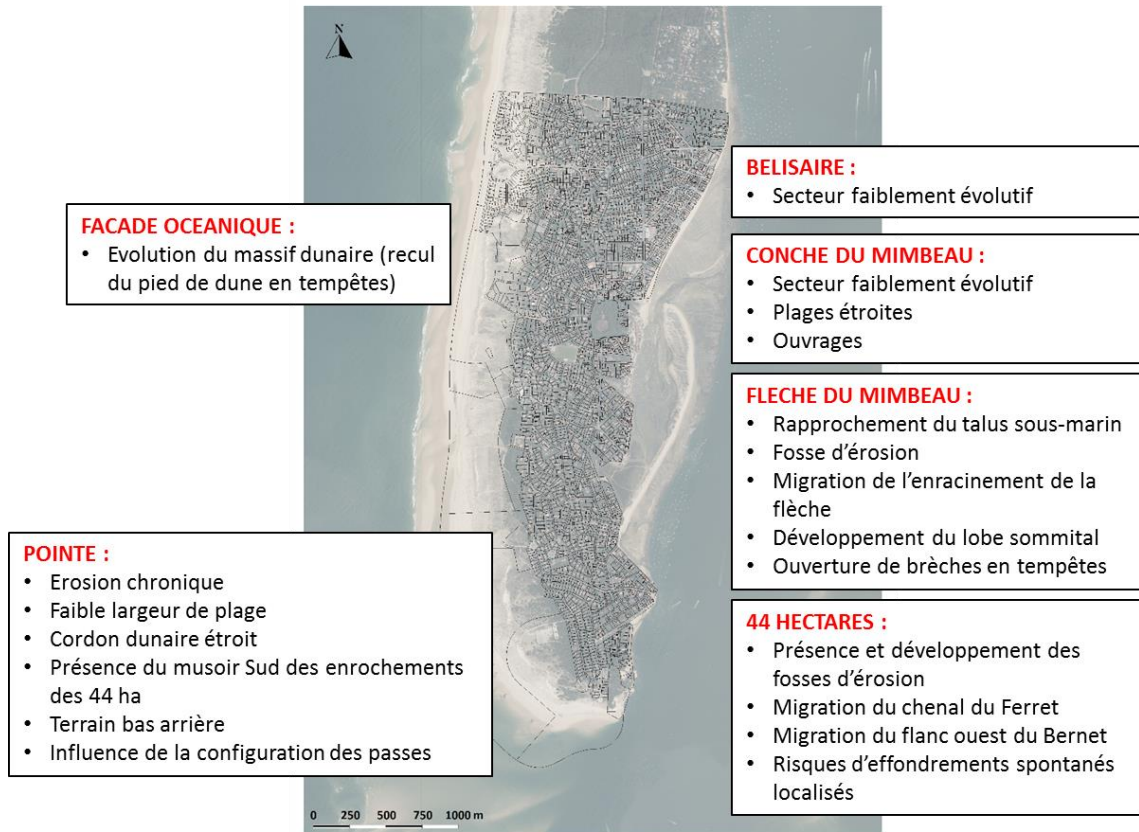 N
FACADE OCEANIQUE :
• Evolution du massif dunaire (recul
du pied de dune en tempêtes)
POINTE :
• Erosion chronique
• Faible largeur de plage
• Cordon dunaire étroit
• Présence du musoir Sud des enrochements
des 44 ha
• Terrain bas arrière
• Influence de la configuration des passes
BELISAIRE :
• Secteur faiblement évolutif
CONCHE DU MIMBEAU :
• Secteur faiblement évolutif
• Plages étroites
• Ouvrages
FLECHE DU MIMBEAU :
• Rapprochement du talus sous-marin
• Fosse d’érosion
• Migration de l’enracinement de la
flèche
• Développement du lobe sommital
• Ouverture de brèches en tempêtes
44 HECTARES :
• Présence et développement des
fosses d’érosion
• Migration du chenal du Ferret
• Migration du flanc ouest du Bernet
• Risques d’effondrements spontanés
localisés
0 250 500 750 1000 m